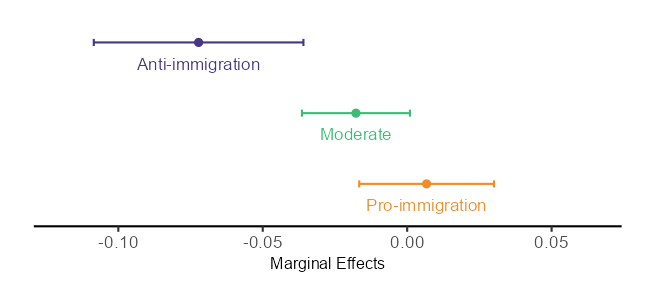 Anti-immigration
Moderate
Pro-immigration
-0.10 -0.05 0.00 0.05
Marginal Effects